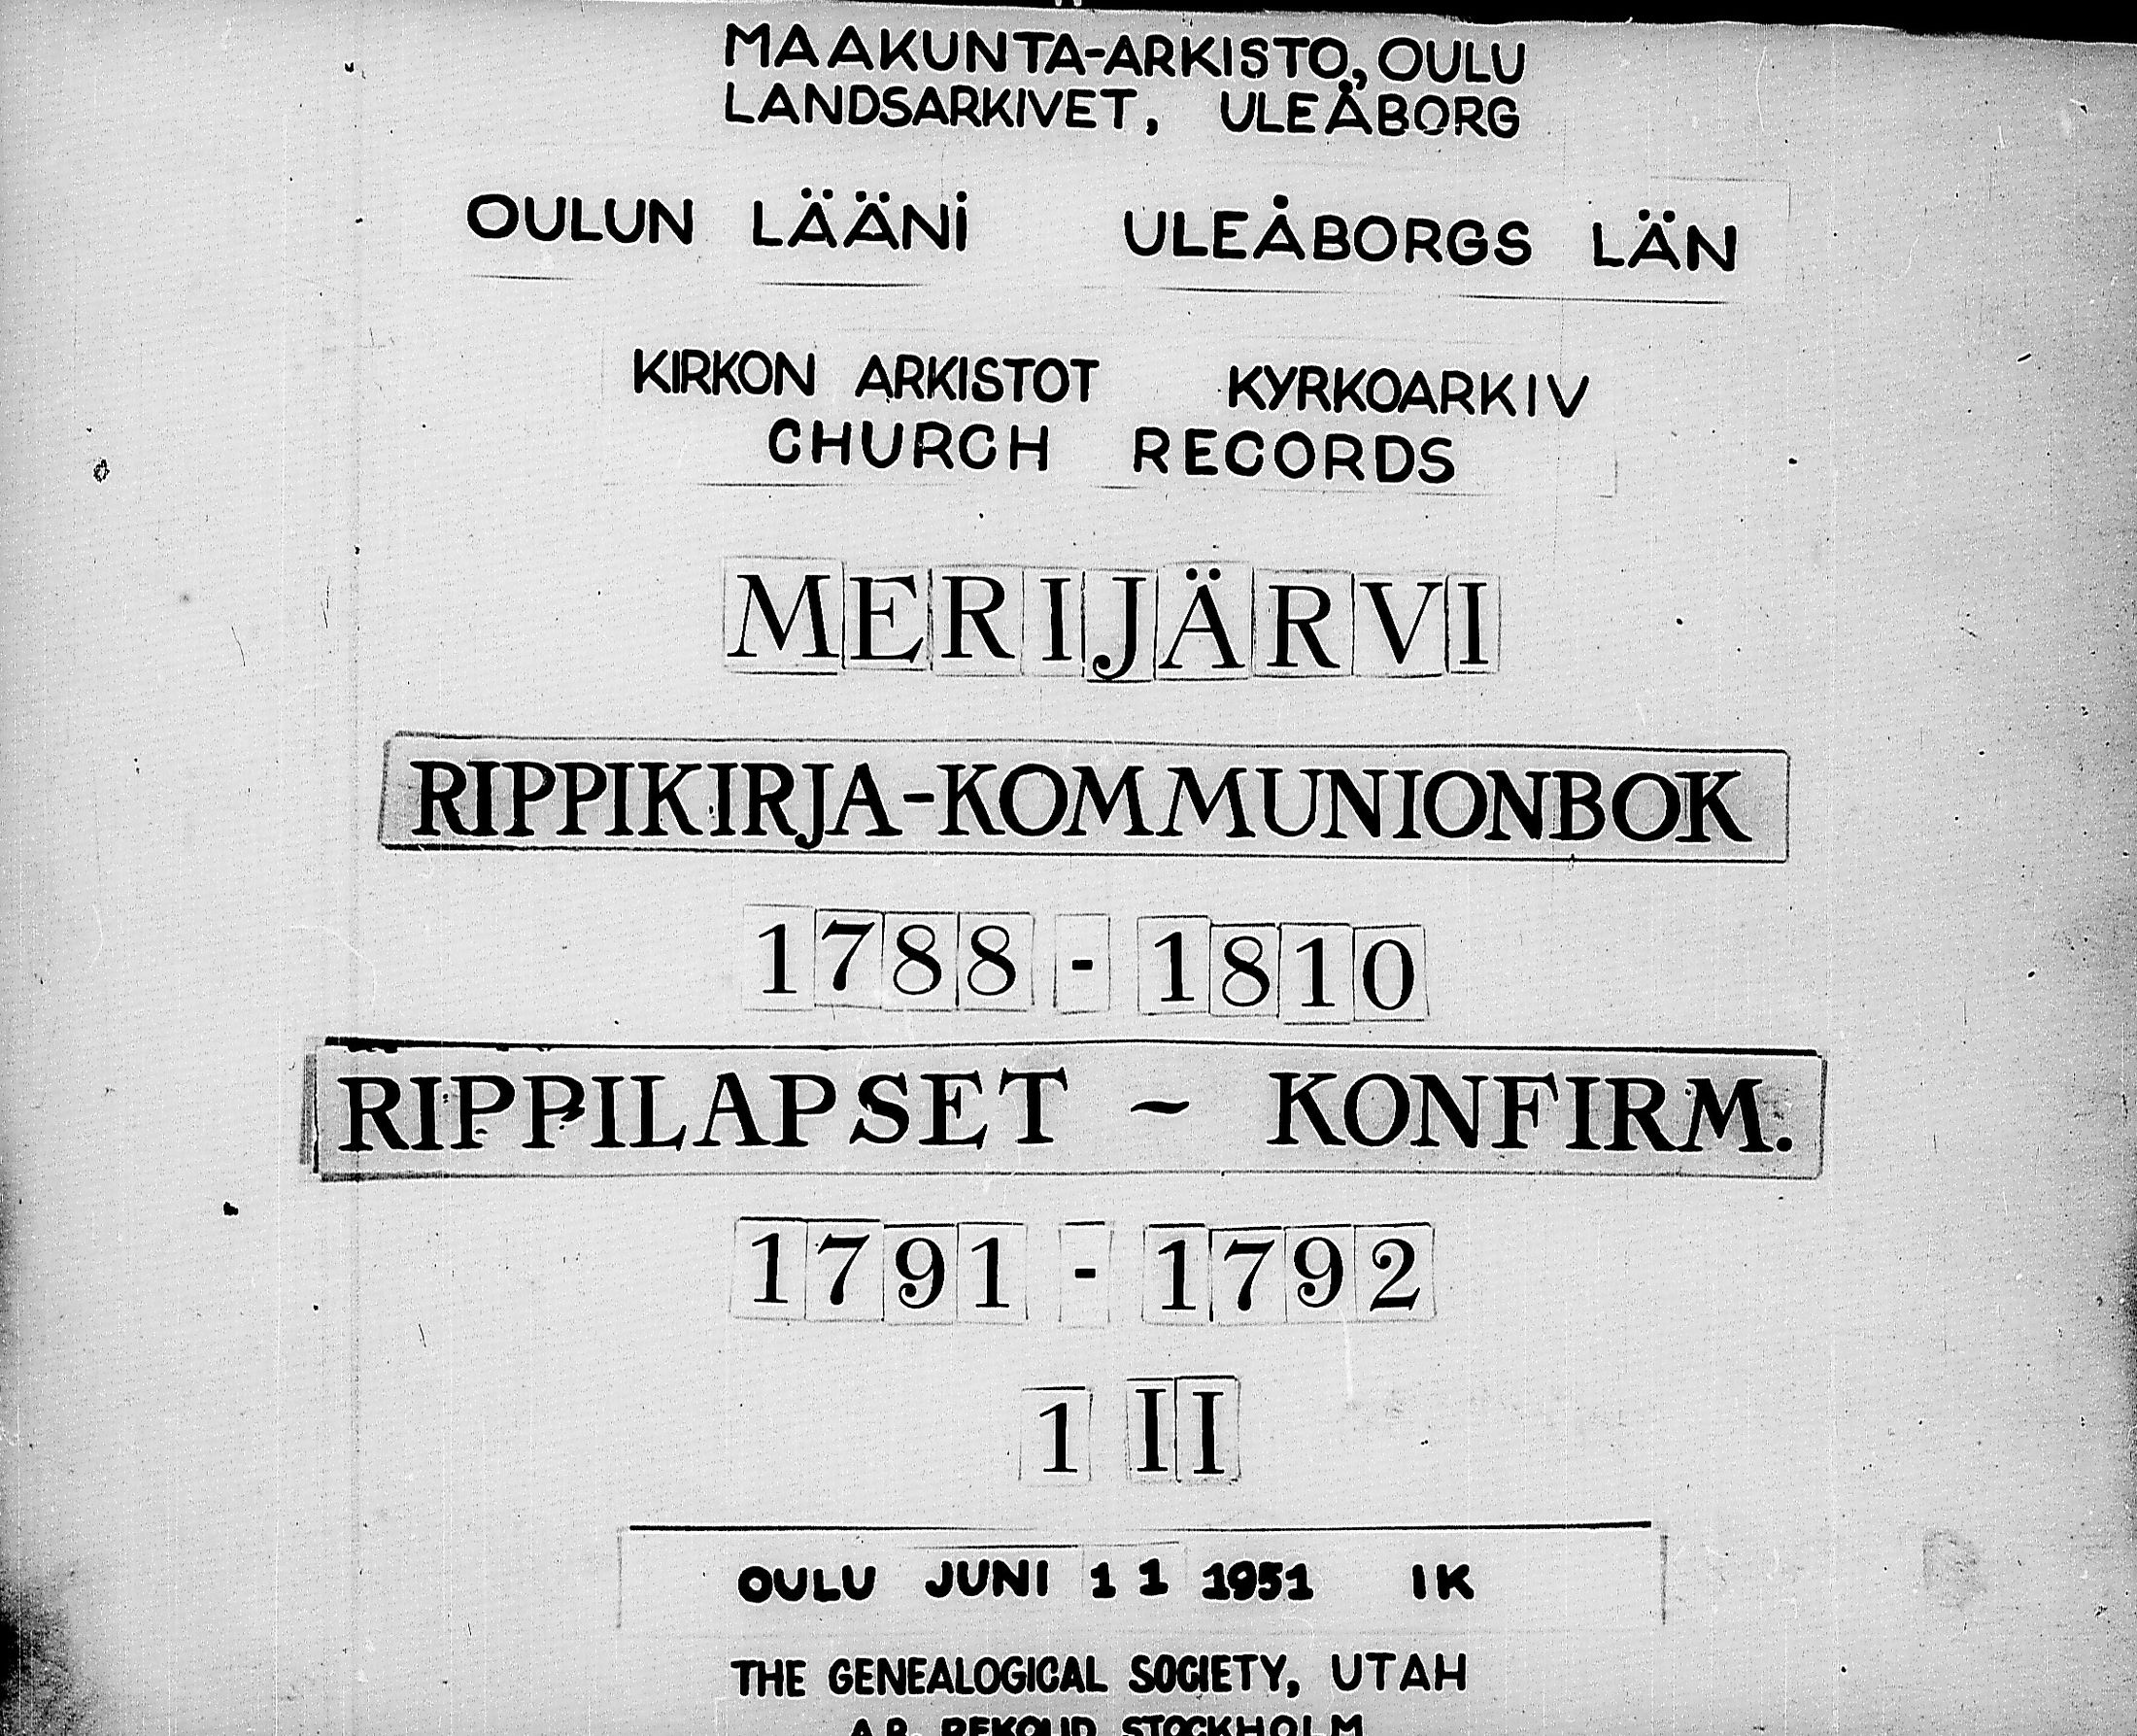 MAAKUNTA-ARKISTO, OULU
LANDSARKIVET, ULEÅBORG
OULUN LÄÄNI ULEÅBORGS LÄN
KIRKON ARKISTOT KYRKOARKIV
CHURCH RECORDS
MERIJÄRVI
RIPPIKIRJA-KOMMUNIONBOK
1788 - 1810
RIPPILAPSET ~ KONFIRM.
1791 - 1792
1 II
OULU JUNI 11 1951 IK
THE GENEALOGICAL SOCIETY, UTAH
STOCKHOLM